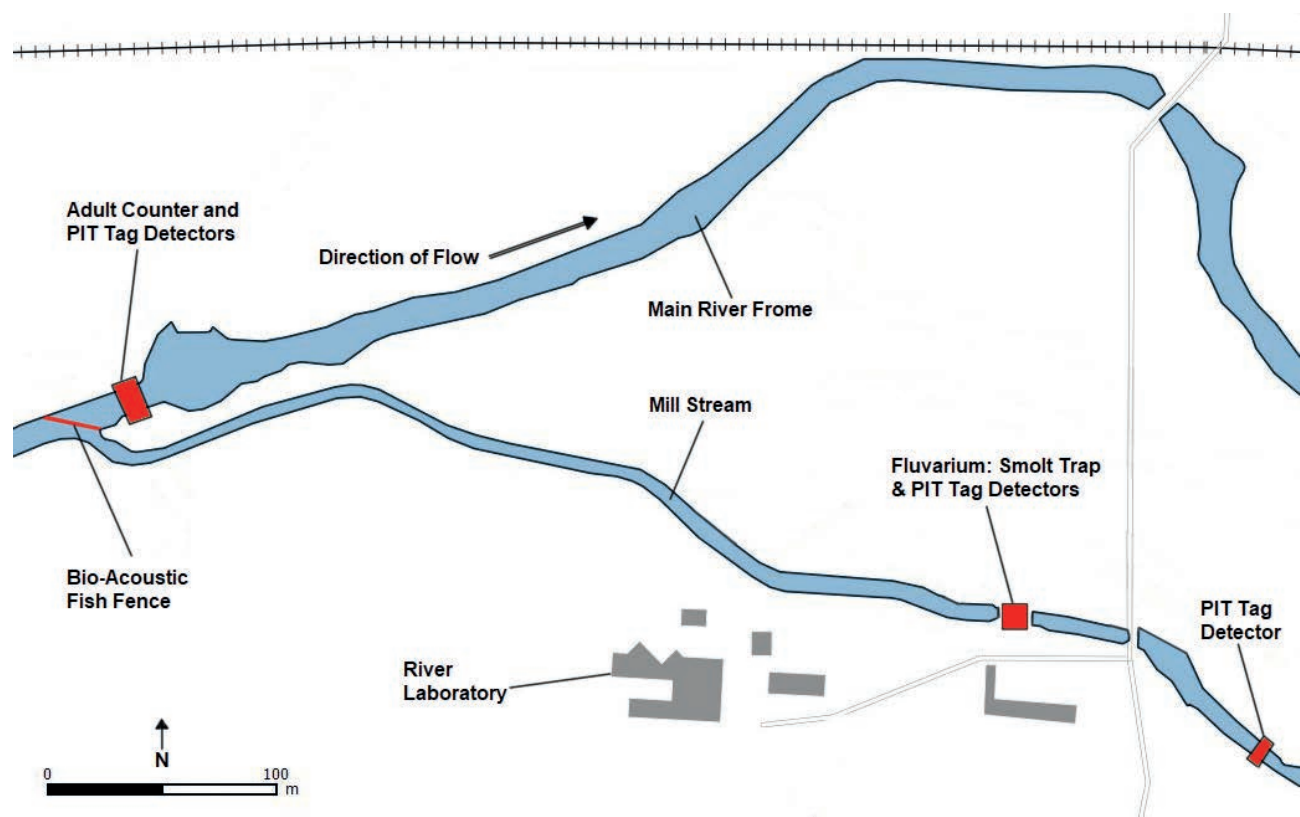 Adult Counter and
PIT Tag Detectors
Direction of Flow
Main River Frome
Mill Stream
Fluvarium: Smolt Trap
& PIT Tag Detectors
Bio-Acoustic
Fish Fence
PIT Tag
Detector
River
Laboratory
N
0 100
m